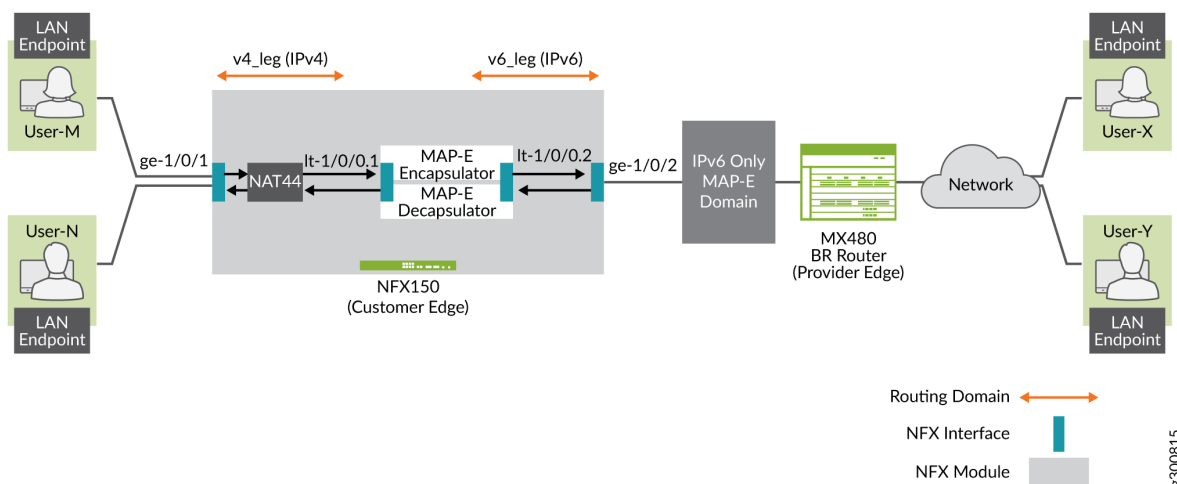 LAN
Endpoint
User-M
User-N
LAN
Endpoint
v4_leg (IPv4)
v6_leg (IPv6)
ge-1/0/1
NAT44
lt-1/0/0.1
MAP-E
Encapsulator
MAP-E
Decapsulator
lt-1/0/0.2
ge-1/0/2
NFX150
(Customer Edge)
IPv6 Only
MAP-E
Domain
MX480
BR Router
(Provider Edge)
Network
LAN
Endpoint
User-X
User-Y
LAN
Endpoint
Routing Domain
NFX Interface
NFX Module
g300815